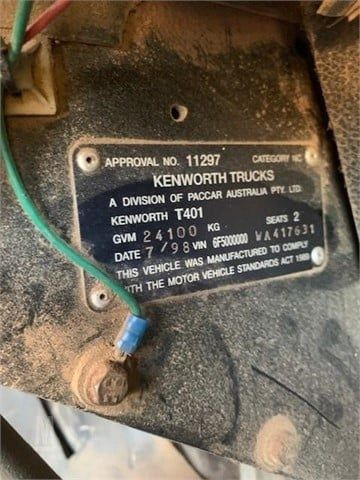 APPROVAL NO. 11297 CATEGORY NC
KENWORTH TRUCKS
A DIVISION OF PACCAR AUSTRALIA PTY. LTD.
KENWORTH T401
GVM 24100 KG SEATS 2
DATE 7/98 VIN 6F5000000 WA417631
THIS VEHICLE WAS MANUFACTURED TO COMPLY
WITH THE MOTOR VEHICLE STANDARDS ACT 1989